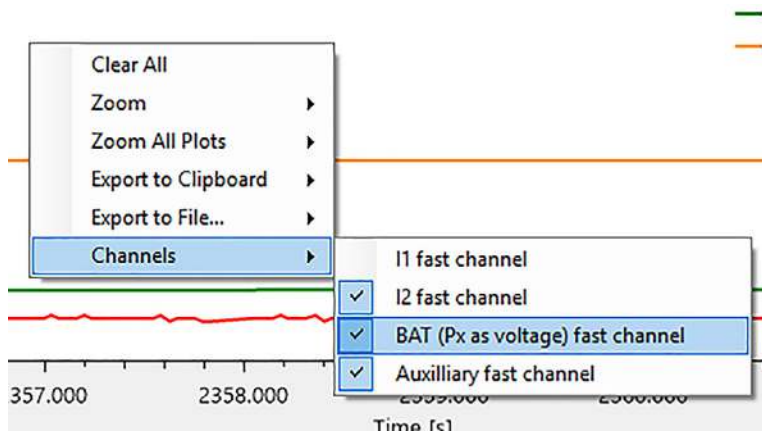 Clear All
Zoom
Zoom All Plots
Export to Clipboard
Export to File...
Channels
I1 fast channel
I2 fast channel
BAT (Px as voltage) fast channel
Auxilliary fast channel
357.000 2358.000
Time [s]